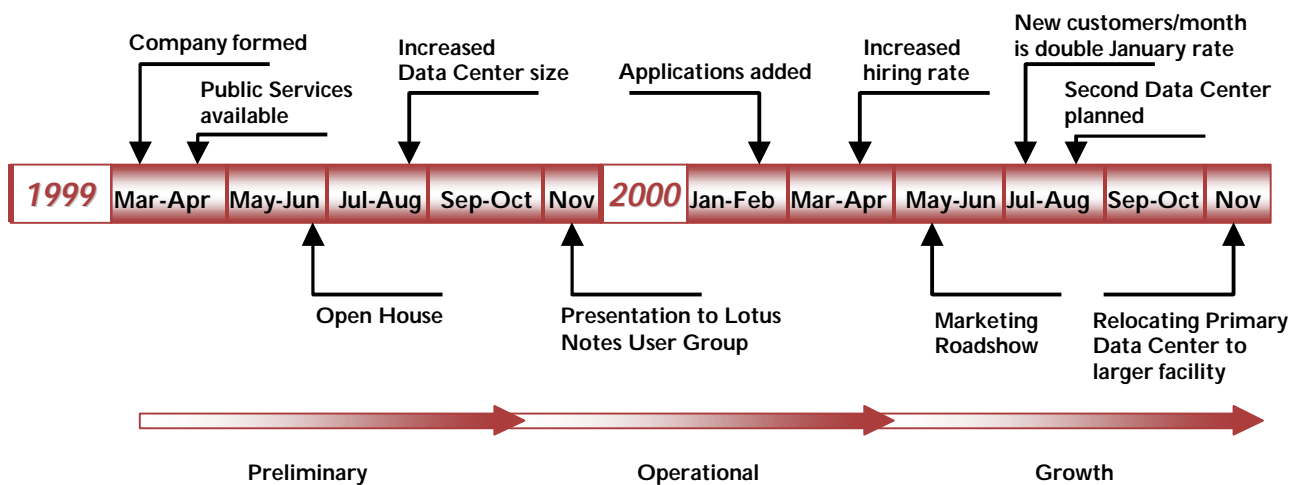 Company formed
Public Services
available
Increased
Data Center size
Applications added
Increased
hiring rate
New customers/month
is double January rate
Second Data Center
planned
1999 Mar-Apr May-Jun Jul-Aug Sep-Oct Nov 2000 Jan-Feb Mar-Apr May-Jun Jul-Aug Sep-Oct Nov
Open House
Presentation to Lotus
Notes User Group
Marketing
Roadshow
Relocating Primary
Data Center to
larger facility
Preliminary Operational Growth